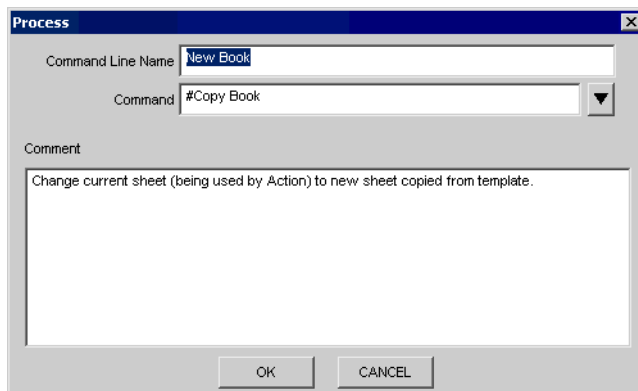 Process
Command Line Name New Book
Command #Copy Book
Comment
Change current sheet (being used by Action) to new sheet copied from template.
OK CANCEL